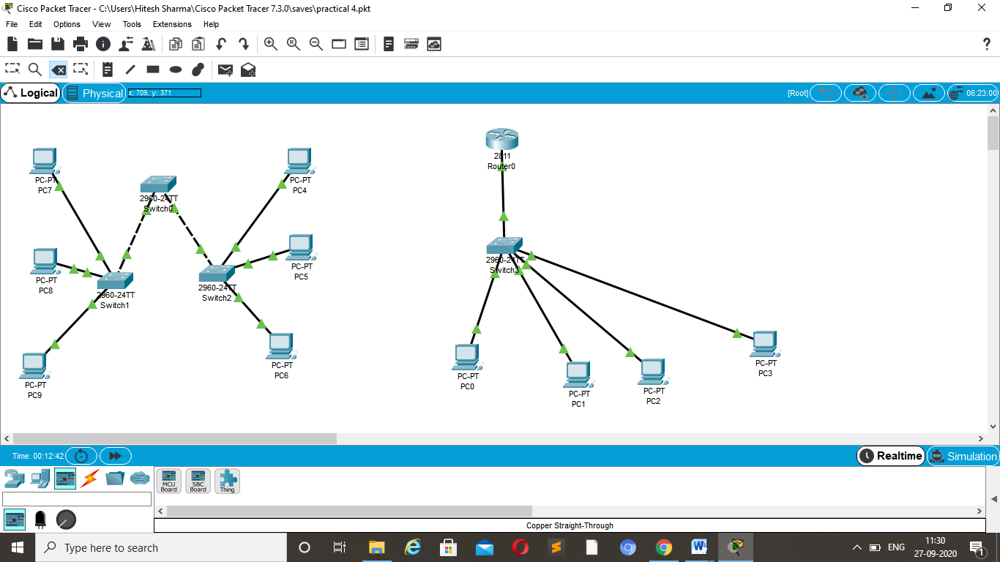 Cisco Packet Tracer - C:\Users\Hitesh Sharma\Cisco Packet Tracer 7.3.0\saves\practical 4.pkt
File Edit Options View Tools Extensions Help
Logical Physical x: 709, y: 371 [Root] 06:23:00
PC-PT
PC7
2960-24TT
Switch0
PC-PT
PC4
2811
Router0
PC-PT
PC8
2960-24TT
Switch1
2960-24TT
Switch2
PC-PT
PC5
2960-24TT
Switch3
PC-PT
PC9
PC-PT
PC6
PC-PT
PC0
PC-PT
PC1
PC-PT
PC2
PC-PT
PC3
Time: 00:12:42 Realtime Simulation
MCU Board
SBC Board
Thing
Copper Straight-Through
Type here to search
ENG
11:30
27-09-2020
1